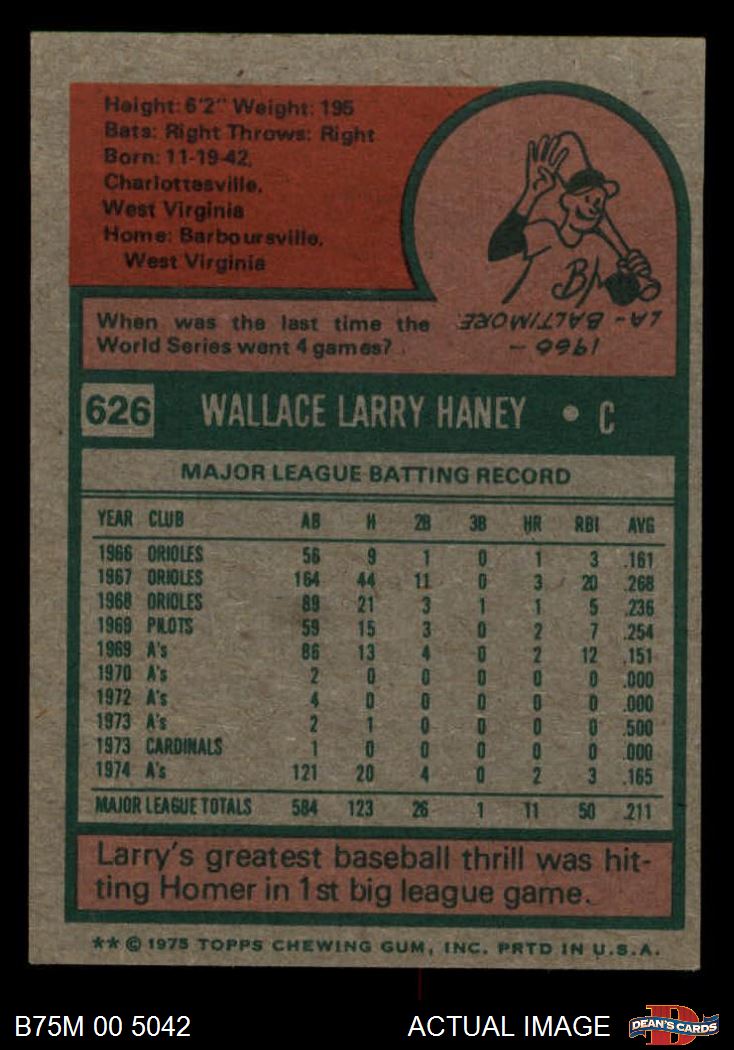 Height: 6'2" Weight: 195
Bats: Right Throws: Right
Born: 11-19-42,
Charlottesville,
West Virginia
Home: Barboursville,
West Virginia
When was the last time the
World Series went 4 games?
1966 -
LA - BALTIMORE
626 WALLACE LARRY HANEY • C
MAJOR LEAGUE BATTING RECORD
YEAR CLUB AB H 2B 3B HR RBI AVG
1966 ORIOLES 56 9 1 0 1 3 .161
1967 ORIOLES 164 44 11 0 3 20 .268
1968 ORIOLES 89 21 3 1 1 5 .236
1969 PILOTS 59 15 3 0 2 7 .254
1969 A's 86 13 4 0 2 12 .151
1970 A's 2 0 0 0 0 0 .000
1972 A's 4 0 0 0 0 0 .000
1973 A's 2 1 0 0 0 0 .500
1973 CARDINALS 1 0 0 0 0 0 .000
1974 A's 121 20 4 0 2 3 .165
MAJOR LEAGUE TOTALS 584 123 26 1 11 50 .211
Larry's greatest baseball thrill was hit-
ting Homer in 1st big league game.
** © 1975 TOPPS CHEWING GUM, INC. PRTD IN U.S.A.
B75M 00 5042 ACTUAL IMAGE D DEAN'S CARDS